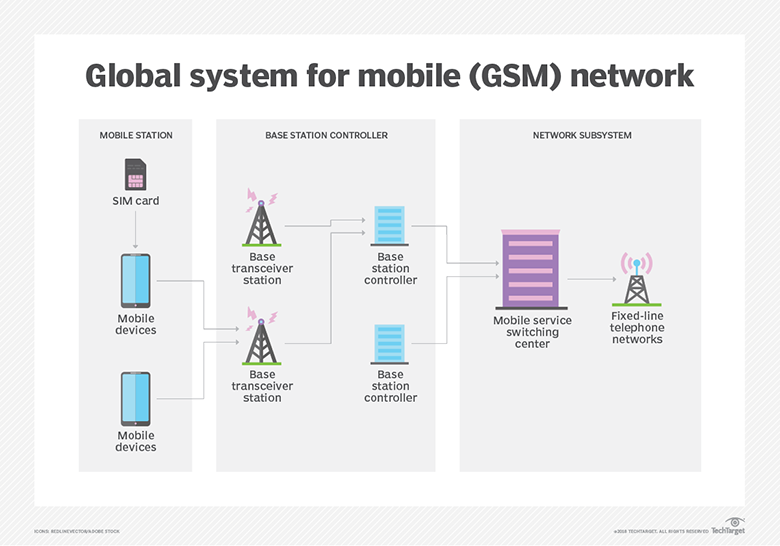 Global system for mobile (GSM) network
MOBILE STATION
SIM card
Mobile
devices
Mobile
devices
BASE STATION CONTROLLER
Base
transceiver
station
Base
transceiver
station
Base
station
controller
Base
station
controller
NETWORK SUBSYSTEM
Mobile service
switching
center
Fixed-line
telephone
networks
ICONS: REDLINEVECTOR/ADOBE STOCK
©2018 TECHTARGET. ALL RIGHTS RESERVED
TechTarget